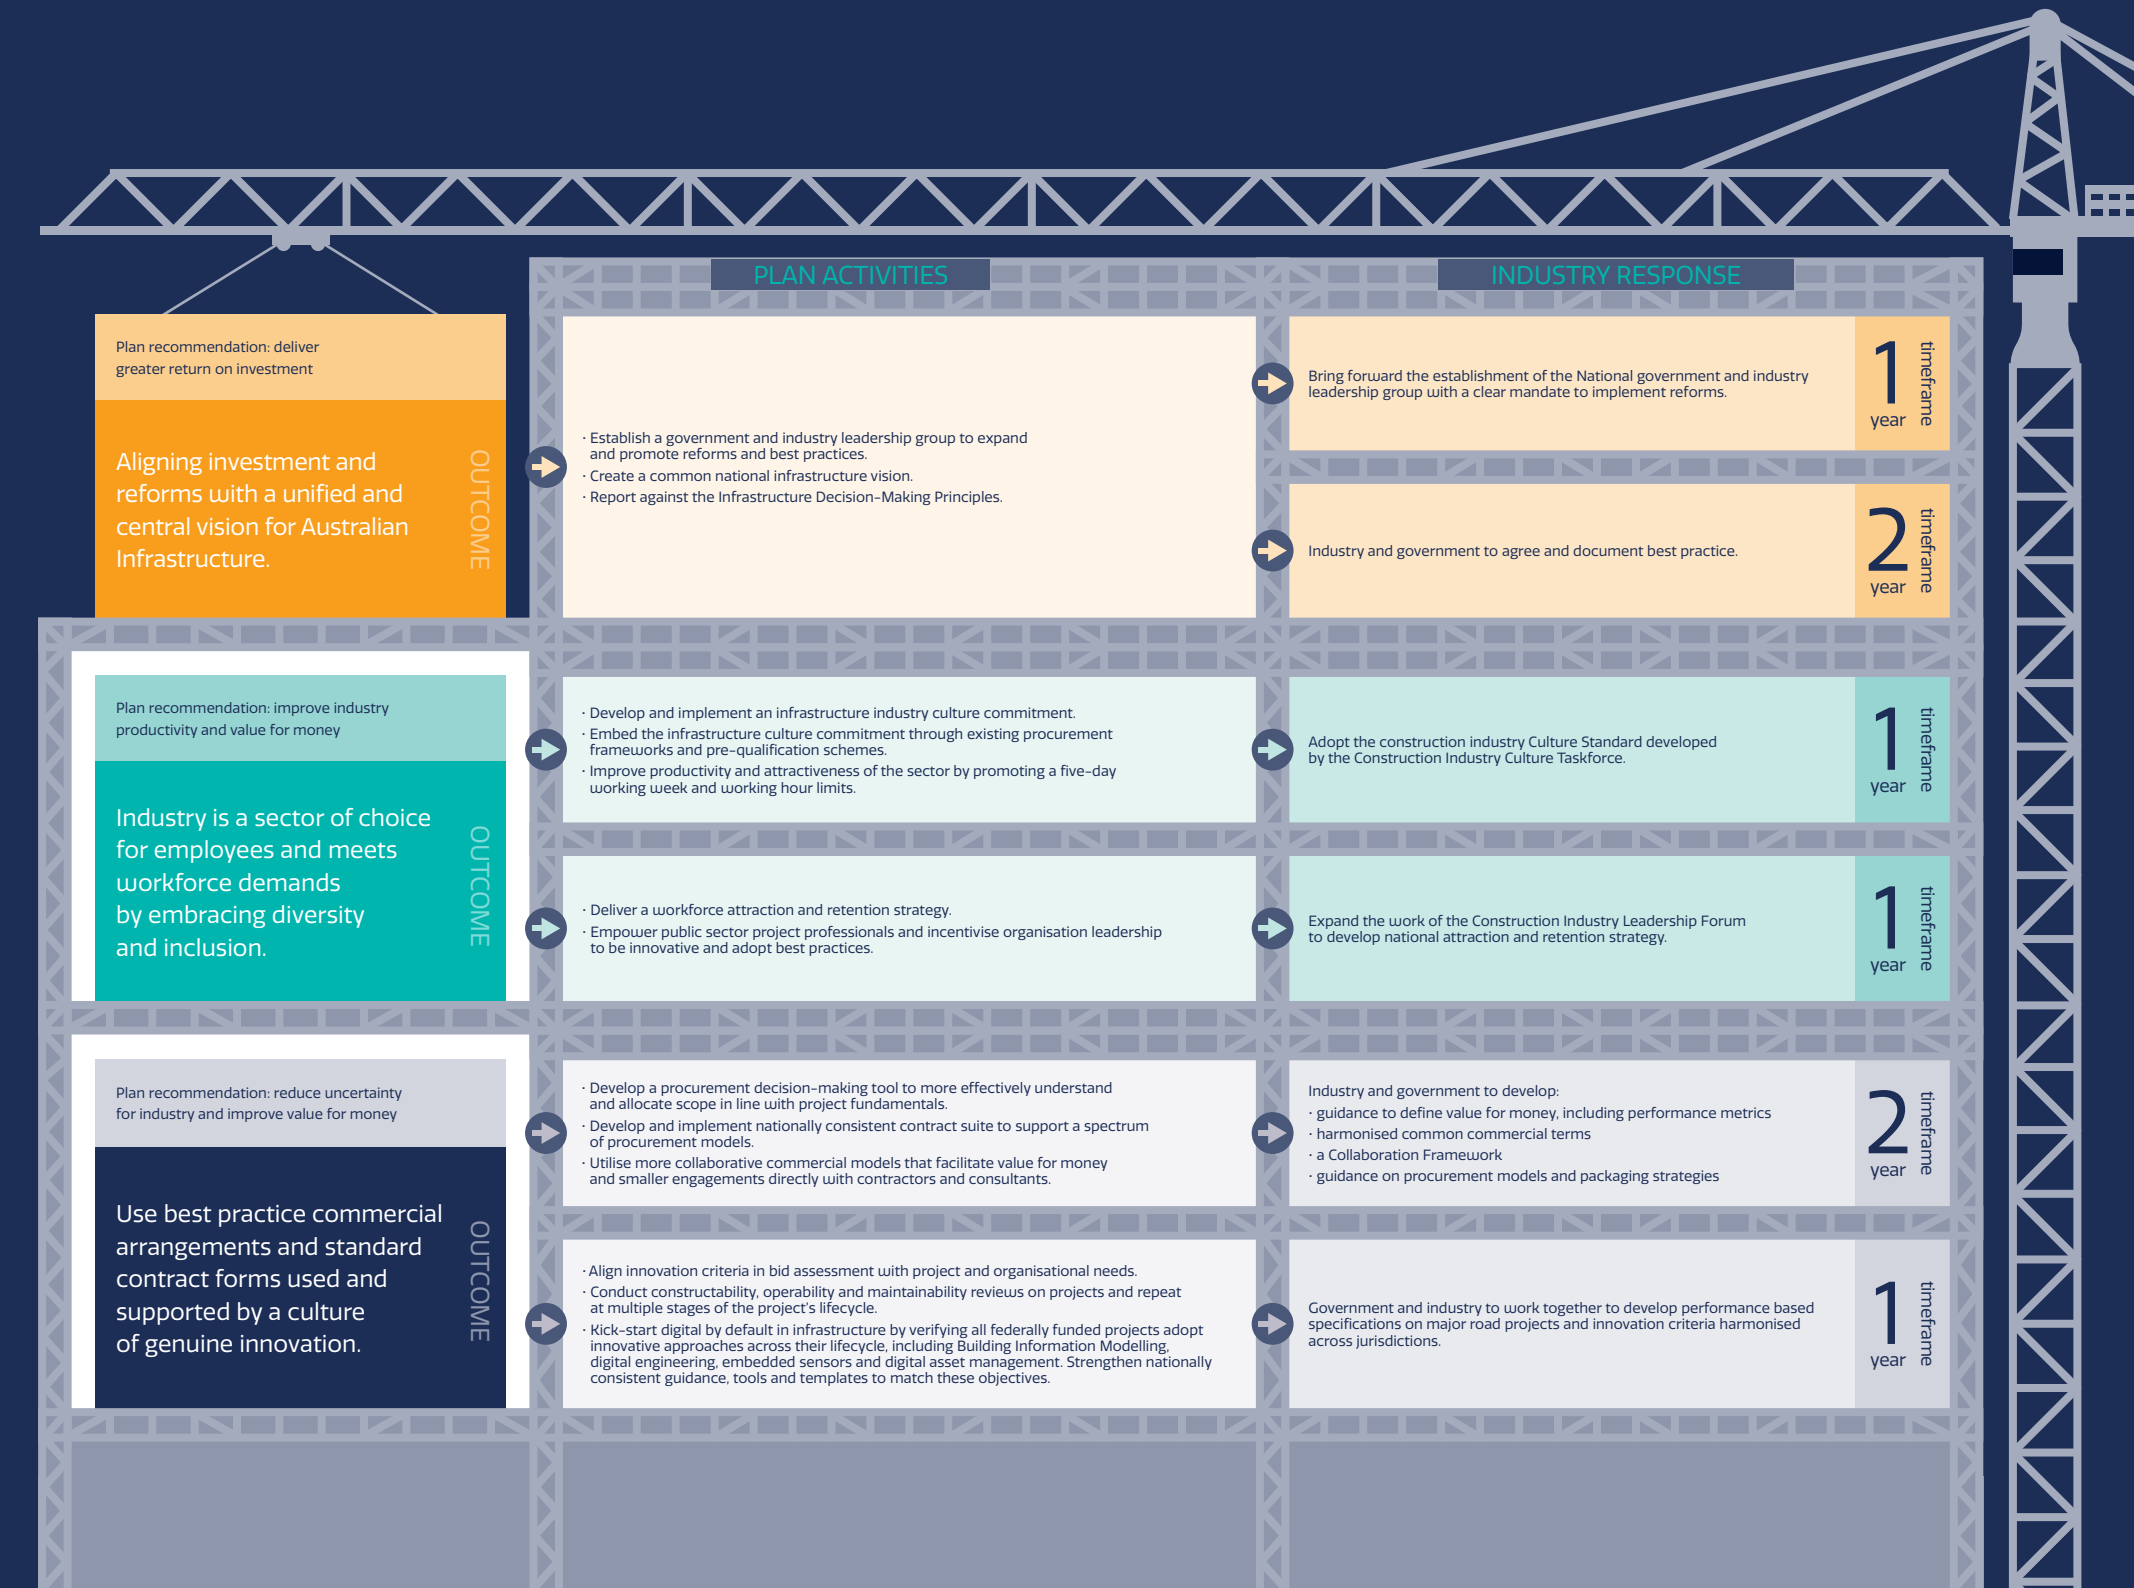 PLAN ACTIVITIES
INDUSTRY RESPONSE
Plan recommendation: deliver
greater return on investment
Aligning investment and
reforms with a unified and
central vision for Australian
Infrastructure.
OUTCOME
· Establish a government and industry leadership group to expand
and promote reforms and best practices.
· Create a common national infrastructure vision.
· Report against the Infrastructure Decision-Making Principles.
Bring forward the establishment of the National government and industry
leadership group with a clear mandate to implement reforms.
1
year
timeframe
Industry and government to agree and document best practice.
2
year
timeframe
Plan recommendation: improve industry
productivity and value for money
Industry is a sector of choice
for employees and meets
workforce demands
by embracing diversity
and inclusion.
OUTCOME
· Develop and implement an infrastructure industry culture commitment.
· Embed the infrastructure culture commitment through existing procurement
frameworks and pre-qualification schemes.
· Improve productivity and attractiveness of the sector by promoting a five-day
working week and working hour limits.
Adopt the construction industry Culture Standard developed
by the Construction Industry Culture Taskforce.
1
year
timeframe
· Deliver a workforce attraction and retention strategy.
· Empower public sector project professionals and incentivise organisation leadership
to be innovative and adopt best practices.
Expand the work of the Construction Industry Leadership Forum
to develop national attraction and retention strategy.
1
year
timeframe
Plan recommendation: reduce uncertainty
for industry and improve value for money
Use best practice commercial
arrangements and standard
contract forms used and
supported by a culture
of genuine innovation.
OUTCOME
· Develop a procurement decision-making tool to more effectively understand
and allocate scope in line with project fundamentals.
· Develop and implement nationally consistent contract suite to support a spectrum
of procurement models.
· Utilise more collaborative commercial models that facilitate value for money
and smaller engagements directly with contractors and consultants.
Industry and government to develop:
· guidance to define value for money, including performance metrics
· harmonised common commercial terms
· a Collaboration Framework
· guidance on procurement models and packaging strategies
2
year
timeframe
· Align innovation criteria in bid assessment with project and organisational needs.
· Conduct constructability, operability and maintainability reviews on projects and repeat
at multiple stages of the project's lifecycle.
· Kick-start digital by default in infrastructure by verifying all federally funded projects adopt
innovative approaches across their lifecycle, including Building Information Modelling,
digital engineering, embedded sensors and digital asset management. Strengthen nationally
consistent guidance, tools and templates to match these objectives.
Government and industry to work together to develop performance based
specifications on major road projects and innovation criteria harmonised
across jurisdictions.
1
year
timeframe